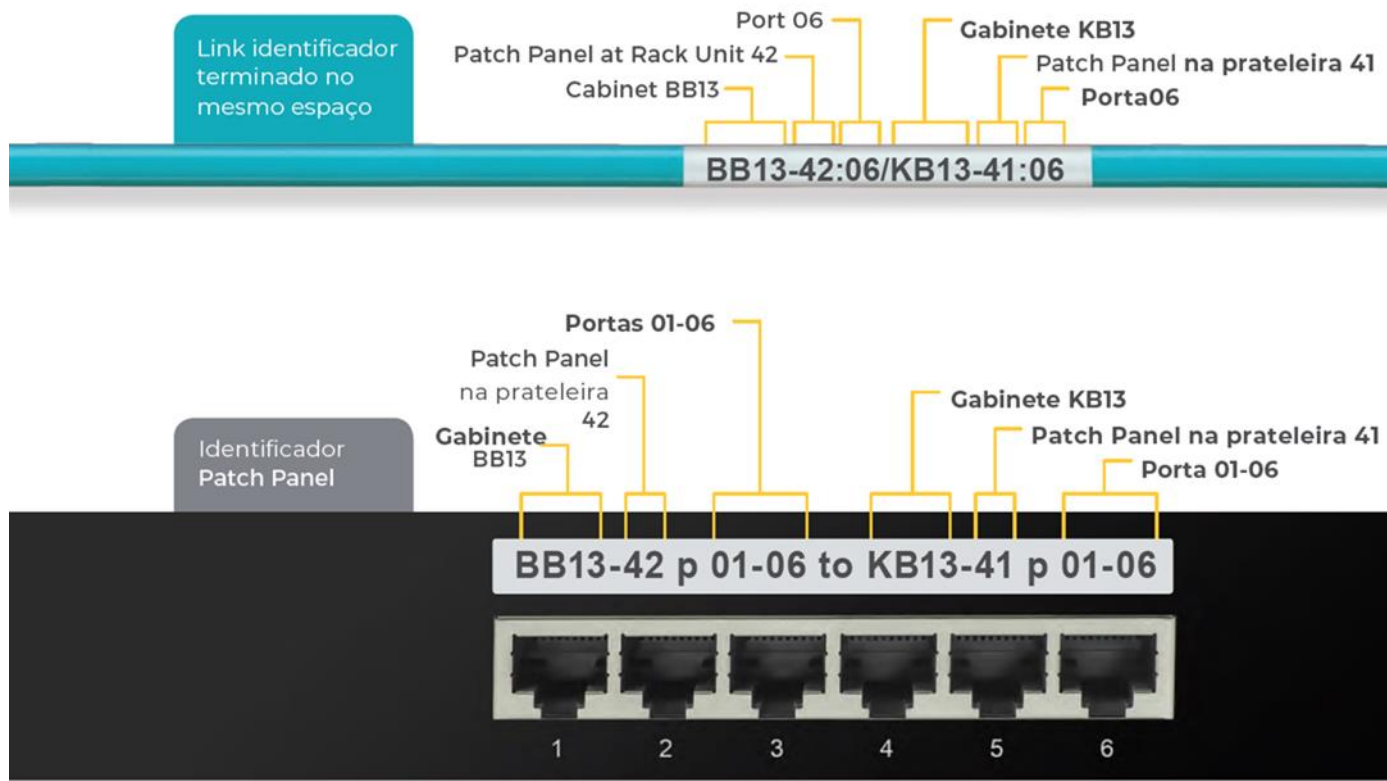 Link identificador
terminado no
mesmo espaço
Port 06
Patch Panel at Rack Unit 42
Cabinet BB13
Gabinete KB13
Patch Panel na prateleira 41
Porta06
BB13-42:06/KB13-41:06
Identificador
Patch Panel
Portas 01-06
Patch Panel
na prateleira
42
Gabinete
BB13
Gabinete KB13
Patch Panel na prateleira 41
Porta 01-06
BB13-42 p 01-06 to KB13-41 p 01-06
1 2 3 4 5 6